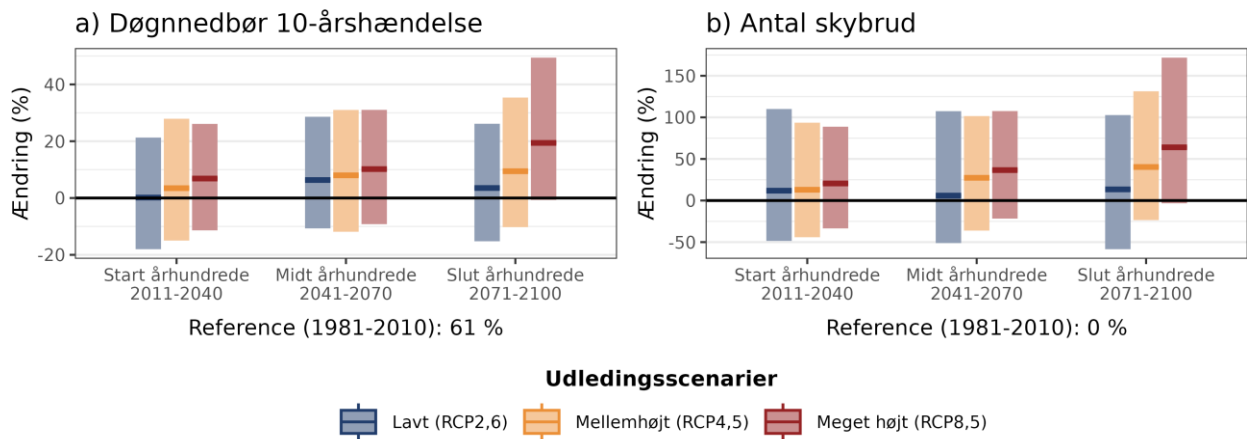 a) Døgnnedbør 10-årshændelse
Ændring (%)
40
20
0
-20
Start århundrede
2011-2040
Midt århundrede
2041-2070
Slut århundrede
2071-2100
Reference (1981-2010): 61 %
b) Antal skybrud
Ændring (%)
150
100
50
0
-50
Start århundrede
2011-2040
Midt århundrede
2041-2070
Slut århundrede
2071-2100
Reference (1981-2010): 0 %
Udledingsscenarier
Lavt (RCP2,6)
Mellemhøjt (RCP4,5)
Meget højt (RCP8,5)